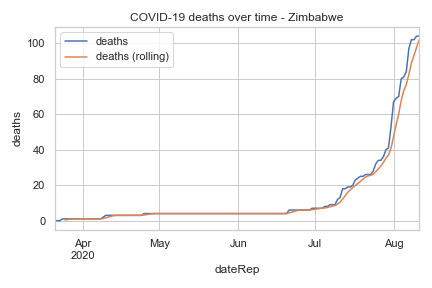 COVID-19 deaths over time - Zimbabwe
deaths
deaths (rolling)
deaths
100
80
60
40
20
0
Apr
2020
May
Jun
Jul
Aug
dateRep